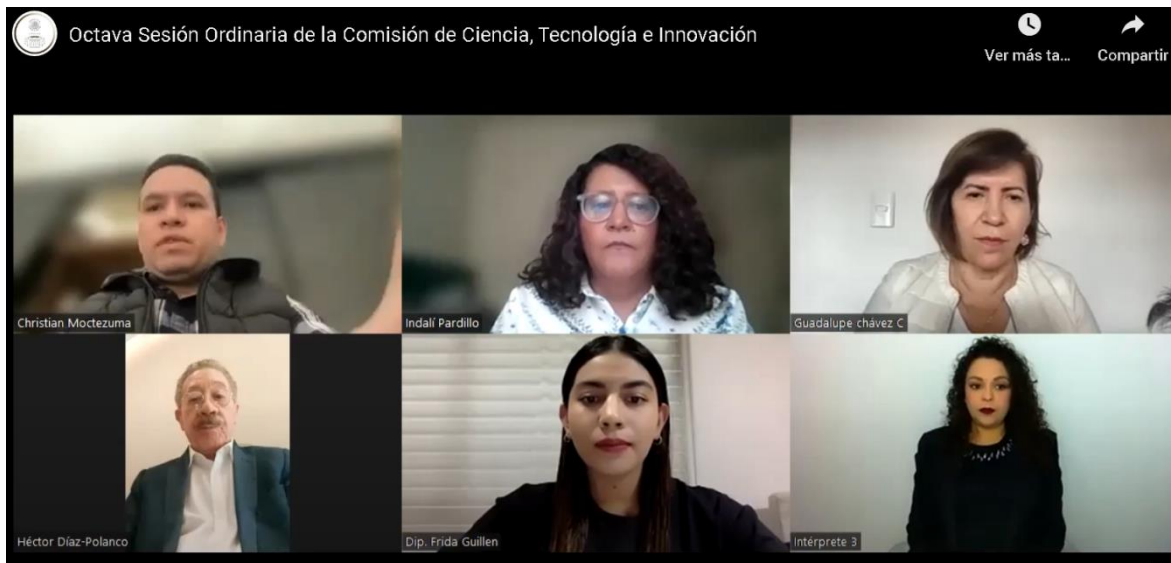 Octava Sesión Ordinaria de la Comisión de Ciencia, Tecnología e Innovación
Ver más ta...
Compartir
Christian Moctezuma
Indalí Pardillo
Guadalupe chávez C
Héctor Díaz-Polanco
Dip. Frida Guillen
Intérprete 3